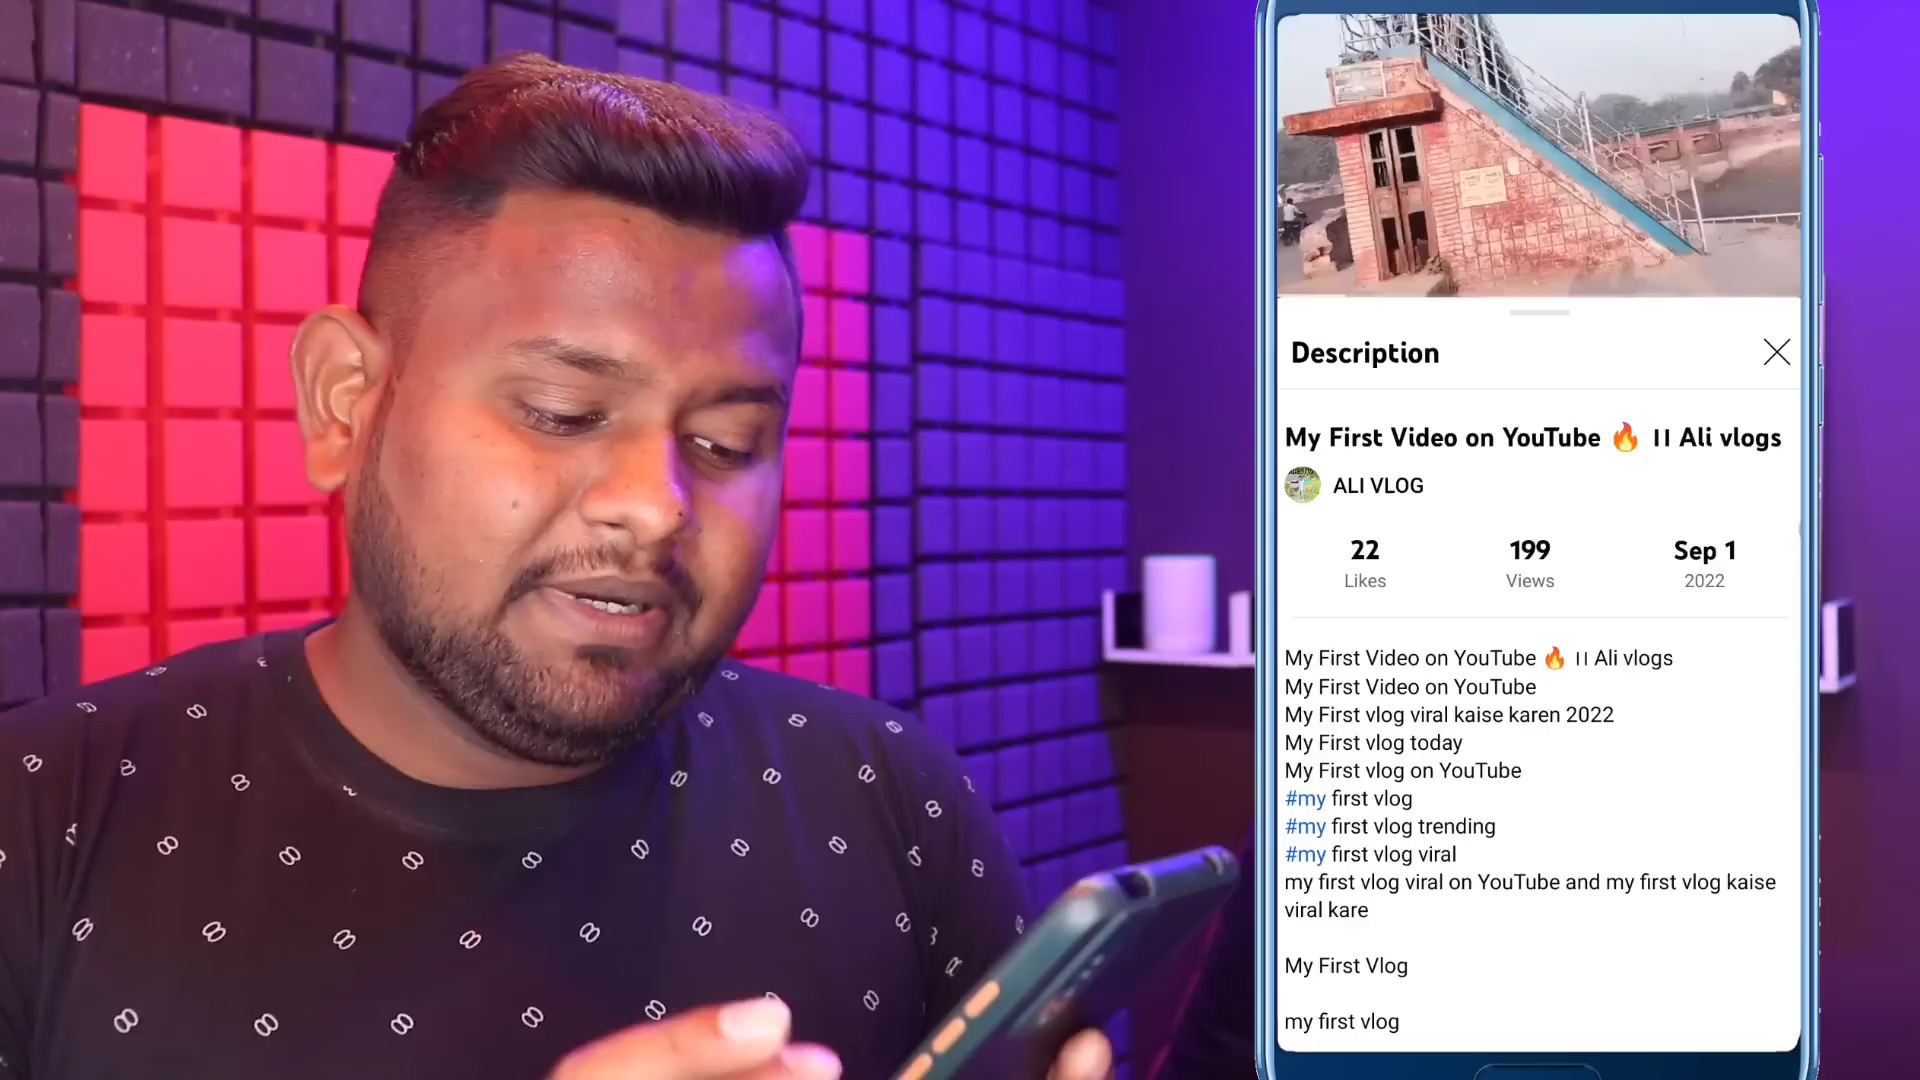 Description
My First Video on YouTube 🔥 II Ali vlogs
ALI VLOG
22
199
Sep 1
Likes
Views
2022
My First Video on YouTube 🔥 II Ali vlogs
My First Video on YouTube
My First vlog viral kaise karen 2022
My First vlog today
My First vlog on YouTube
#my first vlog
#my first vlog trending
#my first vlog viral
my first vlog viral on YouTube and my first vlog kaise
viral kare
My First Vlog
my first vlog